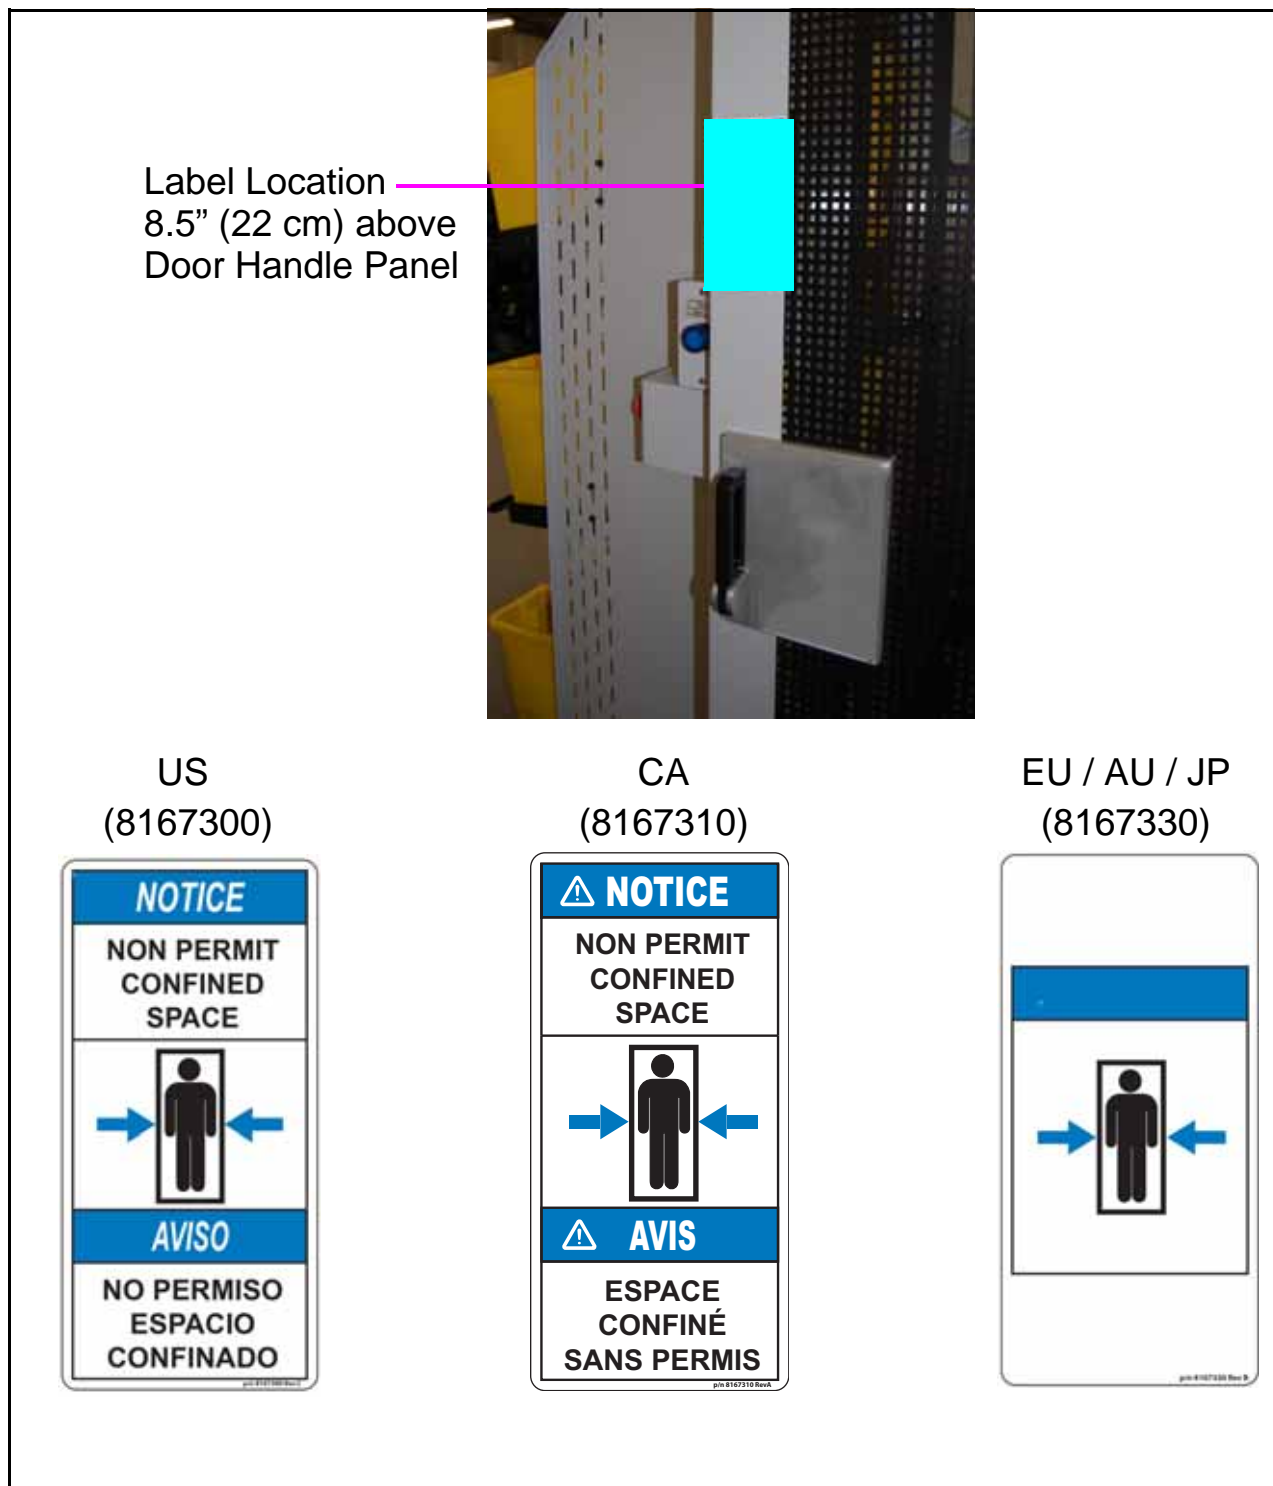 Label Location
8.5” (22 cm) above
Door Handle Panel
US
(8167300)
CA
(8167310)
EU / AU / JP
(8167330)
NOTICE
NON PERMIT
CONFINED
SPACE
AVISO
NO PERMISO
ESPACIO
CONFINADO
NOTICE
NON PERMIT
CONFINED
SPACE
AVIS
ESPACE
CONFINÉ
SANS PERMIS
p/n 8167310 RevA
p/n 8167330 Rev B